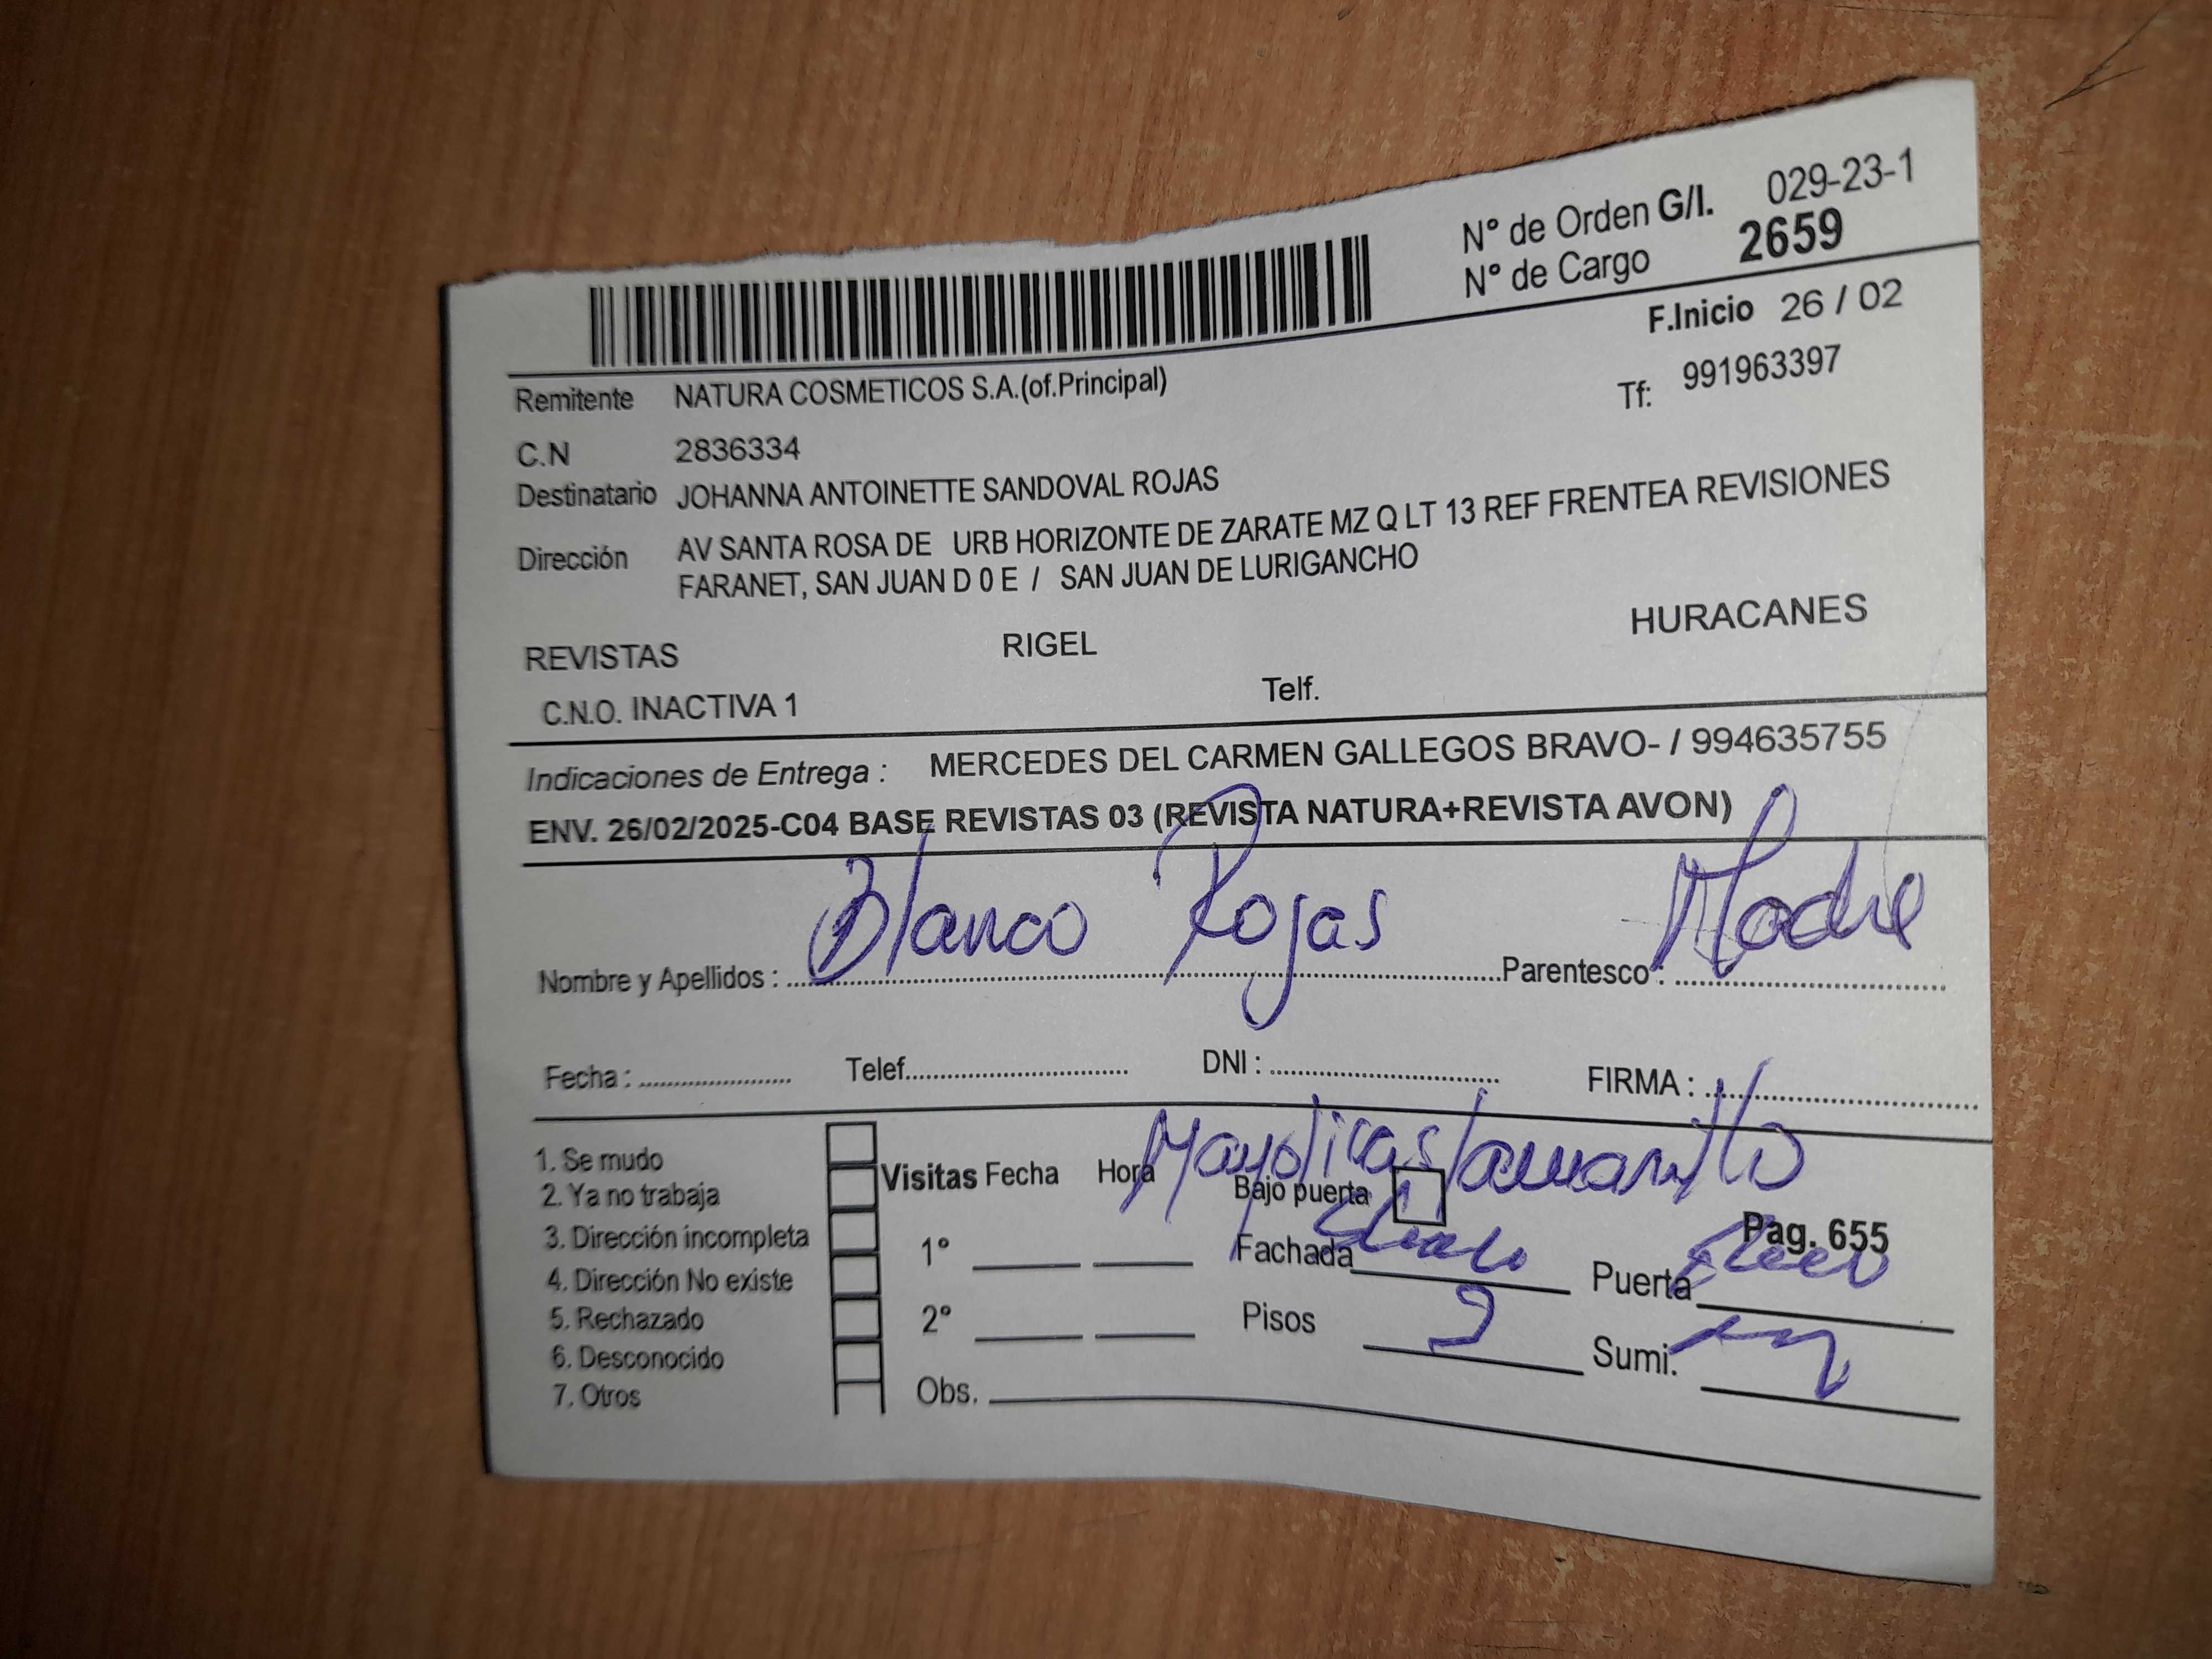 N° de Orden G/I. 029-23-1
N° de Cargo 2659
F.Inicio 26 / 02
Remitente NATURA COSMETICOS S.A.(of.Principal)
Tf: 991963397
C.N 2836334
Destinatario JOHANNA ANTOINETTE SANDOVAL ROJAS
Dirección AV SANTA ROSA DE URB HORIZONTE DE ZARATE MZ Q LT 13 REF FRENTEA REVISIONES
FARANET, SAN JUAN D 0 E / SAN JUAN DE LURIGANCHO
REVISTAS RIGEL HURACANES
C.N.O. INACTIVA 1 Telf.
Indicaciones de Entrega : MERCEDES DEL CARMEN GALLEGOS BRAVO- / 994635755
ENV. 26/02/2025-C04 BASE REVISTAS 03 (REVISTA NATURA+REVISTA AVON)
Nombre y Apellidos : Blanco Rojas Parentesco : Madre
Fecha : Telef. DNI : FIRMA :
Mayolicas/amarillo
1. Se mudo
2. Ya no trabaja
3. Dirección incompleta
4. Dirección No existe
5. Rechazado
6. Desconocido
7. Otros
Visitas Fecha Hora Bajo puerta
Pag. 655
1° Fachada Puerta
2° Pisos 2 Sumi.
Obs.